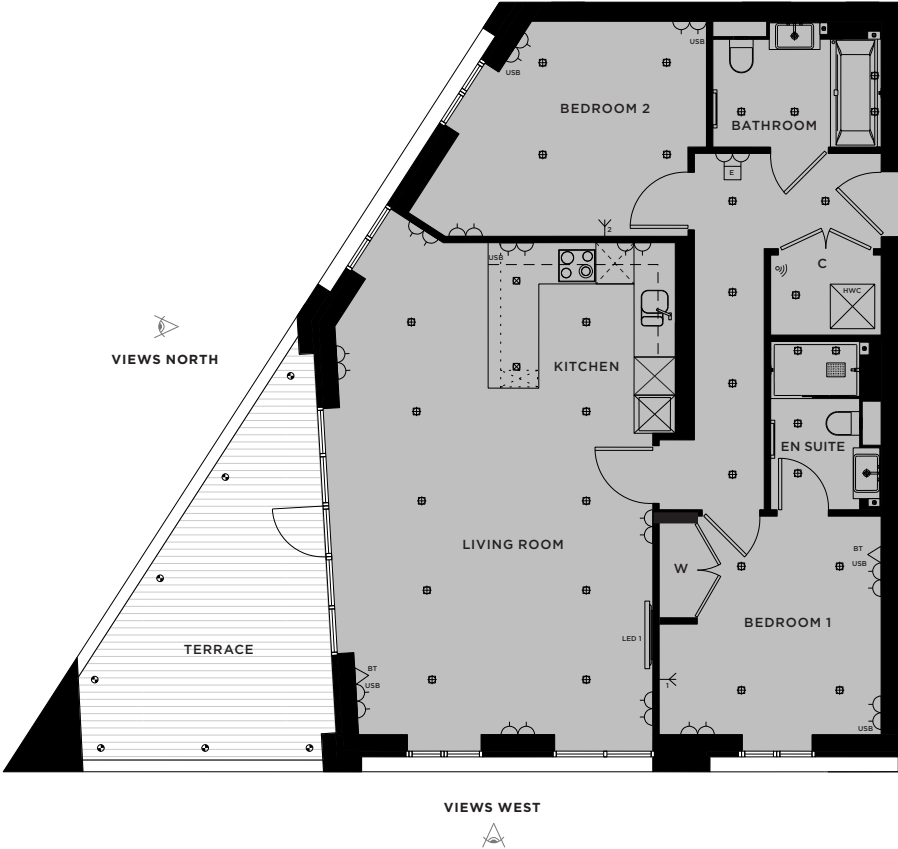 USB
USB
BEDROOM 2
BATHROOM
E
2
USB
C
HWC
VIEWS NORTH
KITCHEN
EN SUITE
LIVING ROOM
BT
USB
W
BEDROOM 1
LED 1
TERRACE
BT
USB
1
USB
VIEWS WEST